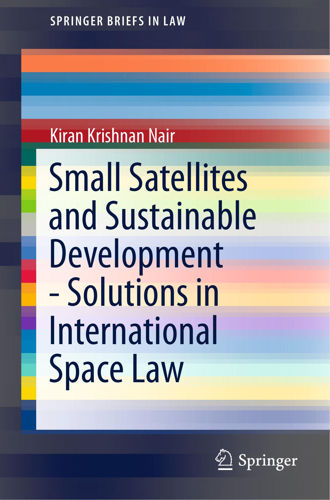 SPRINGER BRIEFS IN LAW
Kiran Krishnan Nair
Small Satellites
and Sustainable
Development
- Solutions in
International
Space Law
Springer